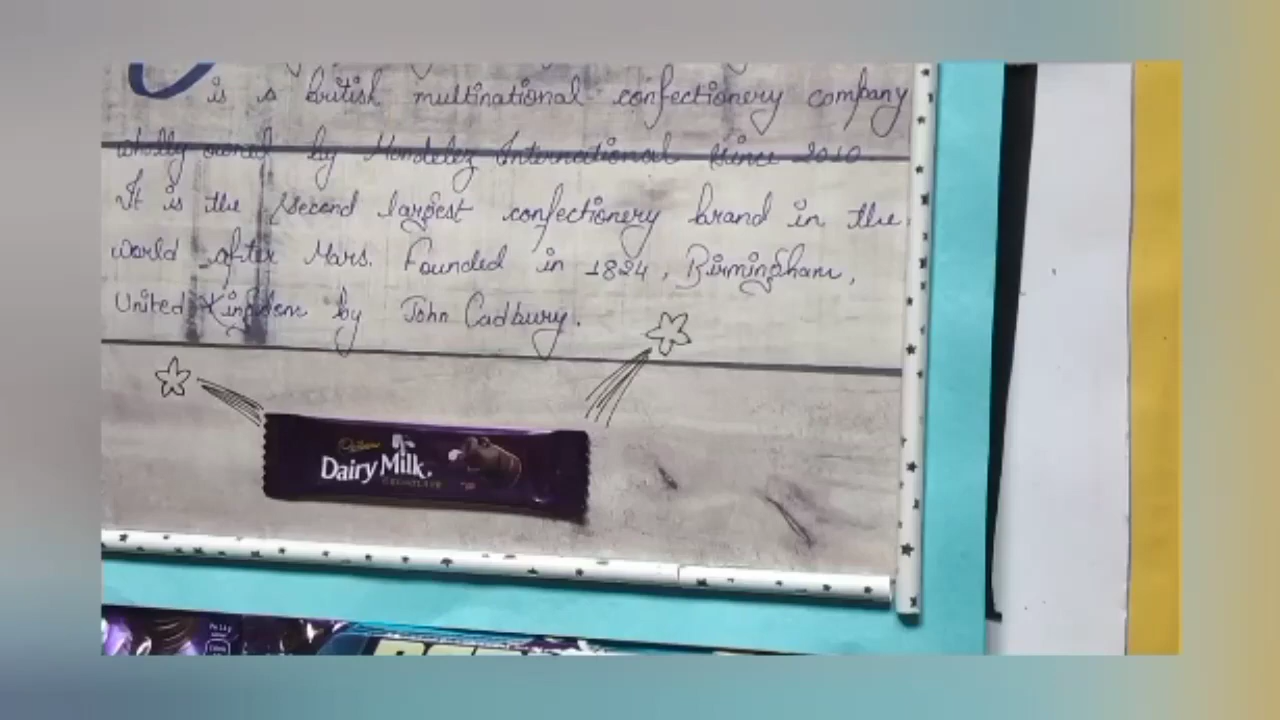 is a british multinational confectionery company
wholly owned by Mondelez International since 2010.
It is the second largest confectionery brand in the
world after Mars. Founded in 1824, Birmingham,
United Kingdom by John Cadbury.
Cadbury
Dairy Milk
CHOCOLATE